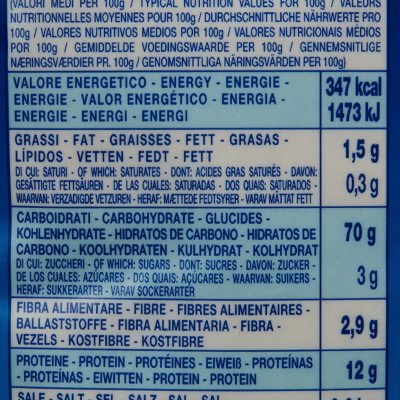 (VALORI MEDI PER 100g / TYPICAL NUTRITION VALUES FOR 100g / VALEURS
NUTRITIONNELLES MOYENNES POUR 100g / DURCHSCHNITTLICHE NÄHRWERTE PRO
100g / VALORES NUTRITIVOS MEDIOS POR 100g / VALORES NUTRICIONAIS MÉDIOS
POR 100g / GEMIDDELDE VOEDINGSWAARDE PER 100g / GENNEMSNITLIGE
NÆRINGSVÆRDIER PR. 100g / GENOMSNITTLIGA NÄRINGSVÄRDEN PER 100g)
VALORE ENERGETICO - ENERGY - ENERGIE -
ENERGIE - VALOR ENERGÉTICO - ENERGIA -
ENERGIE - ENERGI - ENERGI
347 kcal
1473 kJ
GRASSI - FAT - GRAISSES - FETT - GRASAS -
LÍPIDOS - VETTEN - FEDT - FETT
1,5 g
DI CUI: SATURI - OF WHICH: SATURATES - DONT: ACIDES GRAS SATURÉS - DAVON:
GESÄTTIGTE FETTSÄUREN - DE LAS CUALES: SATURADAS - DOS QUAIS: SATURADOS -
WAARVAN: VERZADIGDE VETZUREN - HERAF: MÆTTEDE FEDTSYRER - VARAV MÄTTAT FETT
0,3 g
CARBOIDRATI - CARBOHYDRATE - GLUCIDES -
KOHLENHYDRATE - HIDRATOS DE CARBONO - HIDRATOS DE
CARBONO - KOOLHYDRATEN - KULHYDRAT - KOLHYDRAT
70 g
DI CUI: ZUCCHERI - OF WHICH: SUGARS - DONT: SUCRES - DAVON: ZUCKER -
DE LOS CUALES: AZÚCARES - DOS QUAIS: AÇÚCARES - WAARVAN: SUIKERS -
HERAF: SUKKERARTER - VARAV SOCKERARTER
3 g
FIBRA ALIMENTARE - FIBRE - FIBRES ALIMENTAIRES -
BALLASTSTOFFE - FIBRA ALIMENTARIA - FIBRA -
VEZELS - KOSTFIBRE - KOSTFIBRE
2,9 g
PROTEINE - PROTEIN - PROTÉINES - EIWEIß - PROTEÍNAS
- PROTEÍNAS - EIWITTEN - PROTEIN - PROTEIN
12 g
SALE - SALT - SEL - SALZ - SAL - SAL -